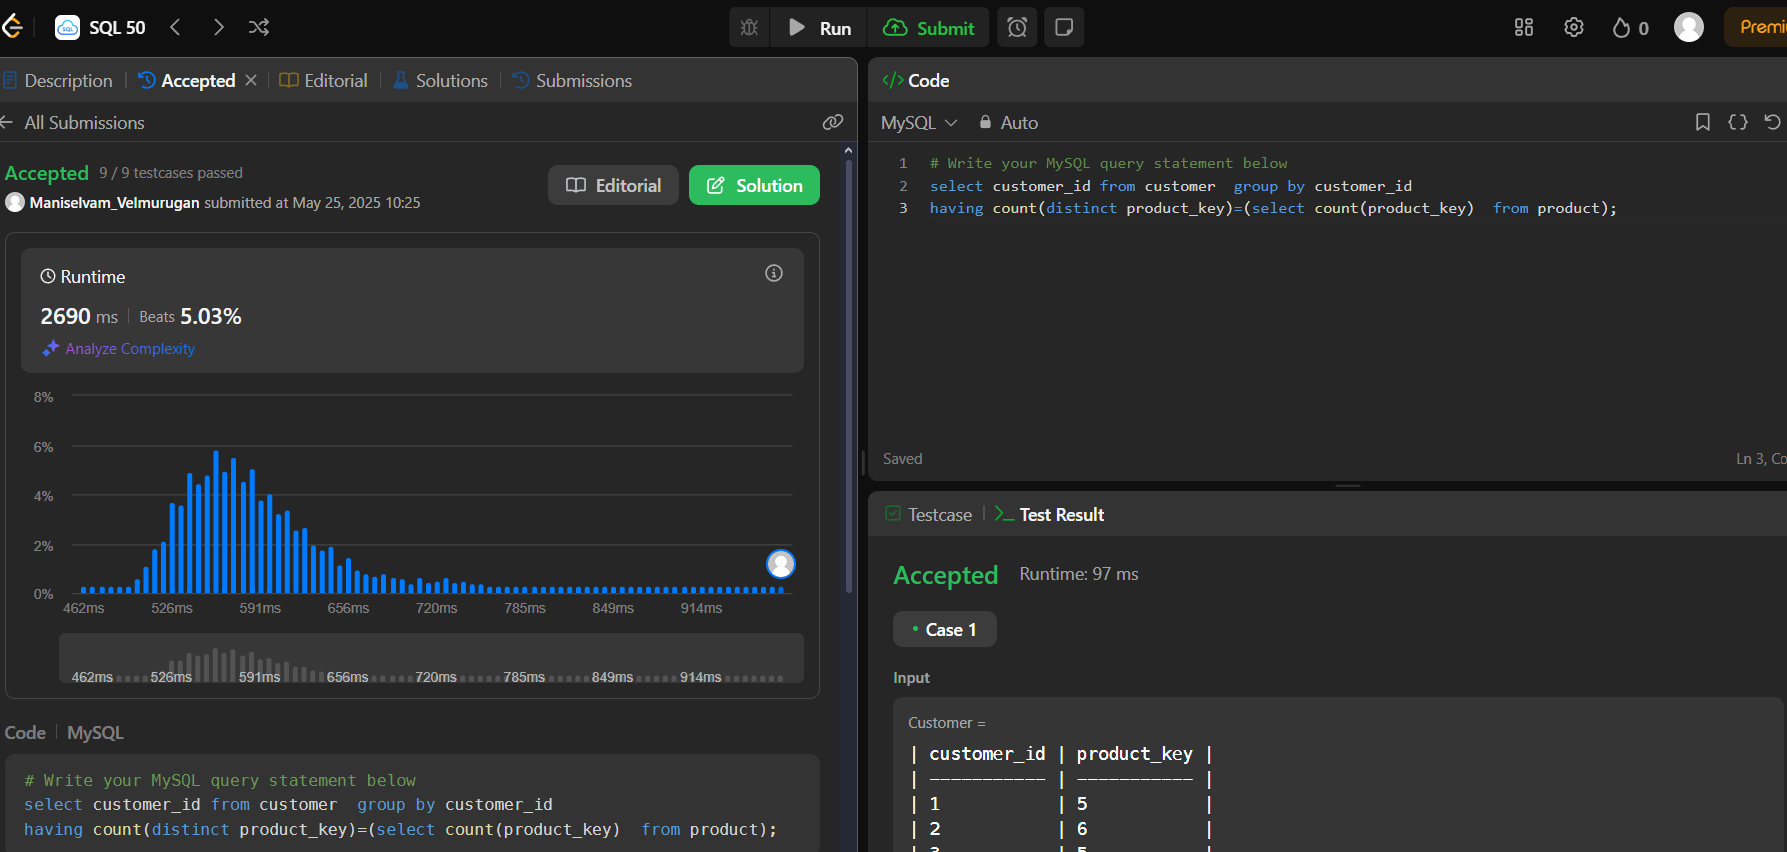 SQL 50
Run
Submit
0
Premi
Description
Accepted
Editorial
Solutions
Submissions
All Submissions
Accepted 9 / 9 testcases passed
Maniselvam_Velmurugan submitted at May 25, 2025 10:25
Editorial
Solution
Runtime
2690 ms Beats 5.03%
Analyze Complexity
8%
6%
4%
2%
0%
462ms 526ms 591ms 656ms 720ms 785ms 849ms 914ms
462ms 526ms 591ms 656ms 720ms 785ms 849ms 914ms
Code MySQL
# Write your MySQL query statement below
select customer_id from customer  group by customer_id
having count(distinct product_key)=(select count(product_key)  from product);
</> Code
MySQL Auto
1 # Write your MySQL query statement below
2 select customer_id from customer  group by customer_id
3 having count(distinct product_key)=(select count(product_key)  from product);
Saved
Ln 3, Co
Testcase
Test Result
Accepted Runtime: 97 ms
Case 1
Input
Customer =
| customer_id | product_key |
| ----------- | ----------- |
| 1           | 5           |
| 2           | 6           |